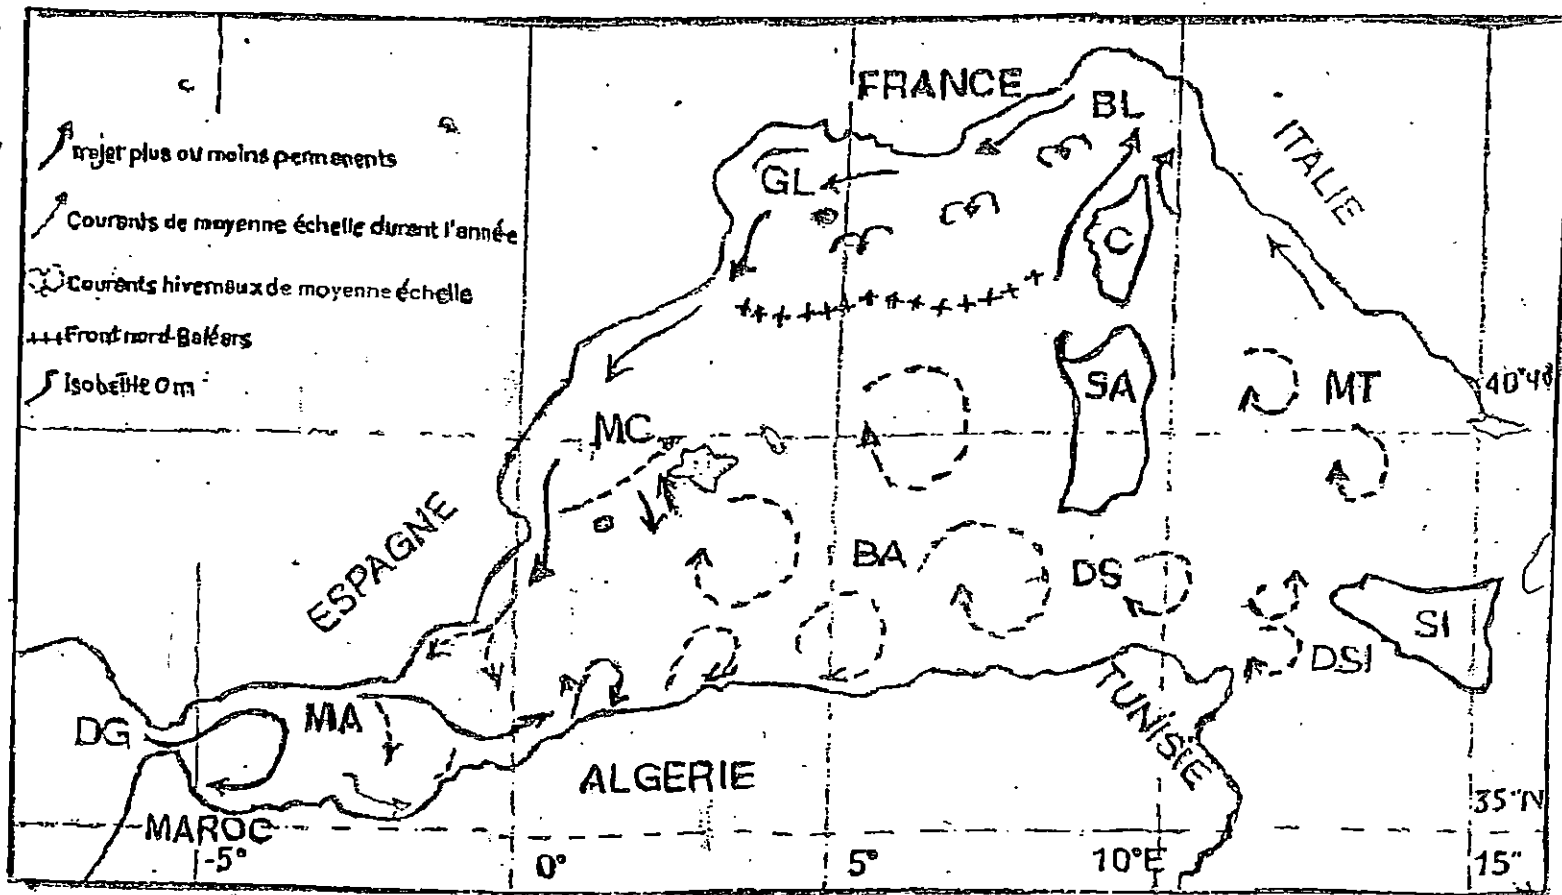 Trajet plus ou moins permanents
Courants de moyenne échelle durant l'année
Courants hivernaux de moyenne échelle
Front nord-Baléars
Isobathe 0 m
FRANCE
BL
GL
ITALIE
C
SA
MT
40°40'
MC
ESPAGNE
BA
DS
SI
DSI
DG
MA
TUNISIE
ALGERIE
MAROC
35°N
-5°
0°
5°
10°E
15°